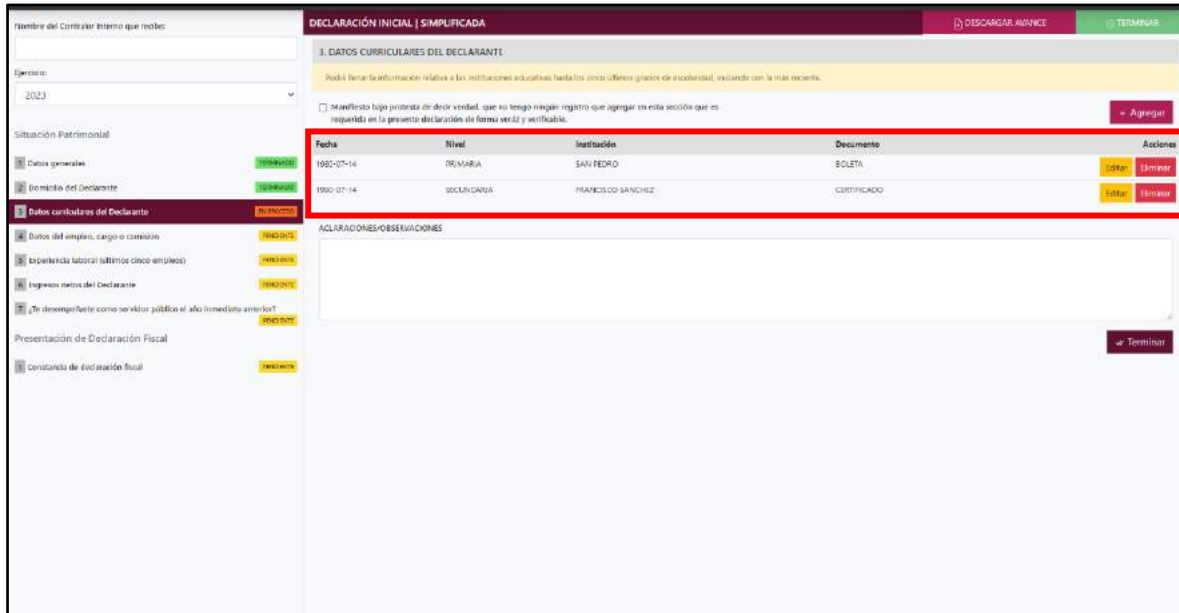 Nombre del Contralor Interno que recibe:
Ejercicio:
2023
Situación Patrimonial
1 Datos generales TERMINADO
2 Domicilio del Declarante TERMINADO
3 Datos curriculares del Declarante EN PROCESO
4 Datos del empleo, cargo o comisión PENDIENTE
5 Experiencia laboral (últimos cinco empleos) PENDIENTE
6 Ingresos netos del Declarante PENDIENTE
7 ¿Te desempeñaste como servidor público el año inmediato anterior?
PENDIENTE
Presentación de Declaración Fiscal
1 Constancia de declaración fiscal PENDIENTE
DECLARACIÓN INICIAL | SIMPLIFICADA
DESCARGAR AVANCE
TERMINAR
3. DATOS CURRICULARES DEL DECLARANTE
Podrá llenar la información relativa a las instituciones educativas hasta los cinco últimos grados de escolaridad, iniciando con la más reciente.
Manifiesto bajo protesta de decir verdad, que no tengo ningún registro que agregar en esta sección que es
requerida en la presente declaración de forma veráz y verificable.
+ Agregar
Fecha Nivel Institución Documento Acciones
1980-07-14 PRIMARIA SAN PEDRO BOLETA Editar Eliminar
SECUNDARIA FRANCISCO SANCHEZ CERTIFICADO Editar Eliminar
ACLARACIONES/OBSERVACIONES
Terminar